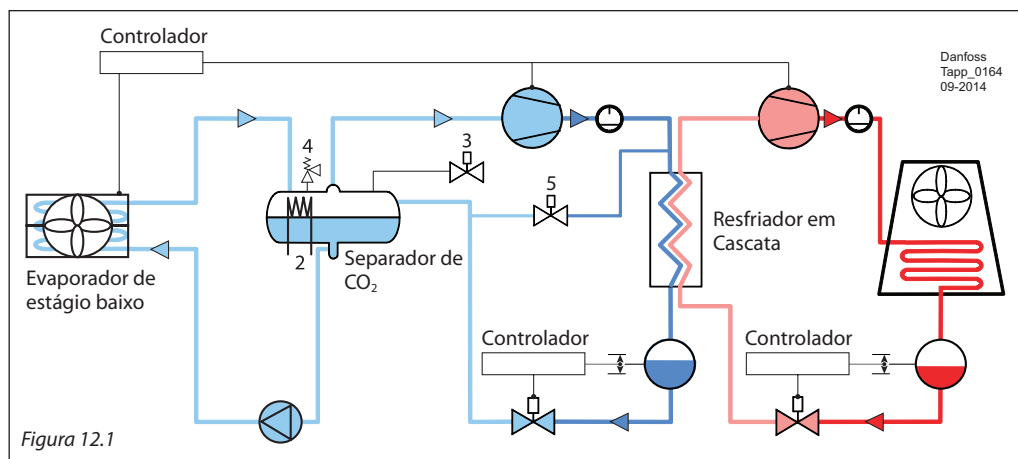 Controlador
Danfoss
Tapp_0164
09-2014
4
3
5
2
Evaporador de
estágio baixo
Separador de
CO₂
Resfriador em
Cascata
Controlador
Controlador
Figura 12.1